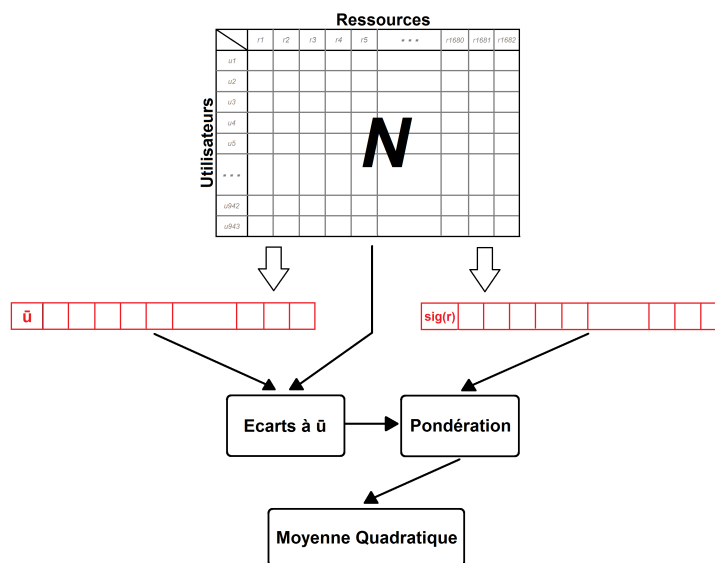 Ressources
r1 r2 r3 r4 r5 *** r1680 r1681 r1682
Utilisateurs
u1
u2
u3
u4
u5
***
u942
u943
N
ū
sig(r)
Ecarts à ū
Pondération
Moyenne Quadratique